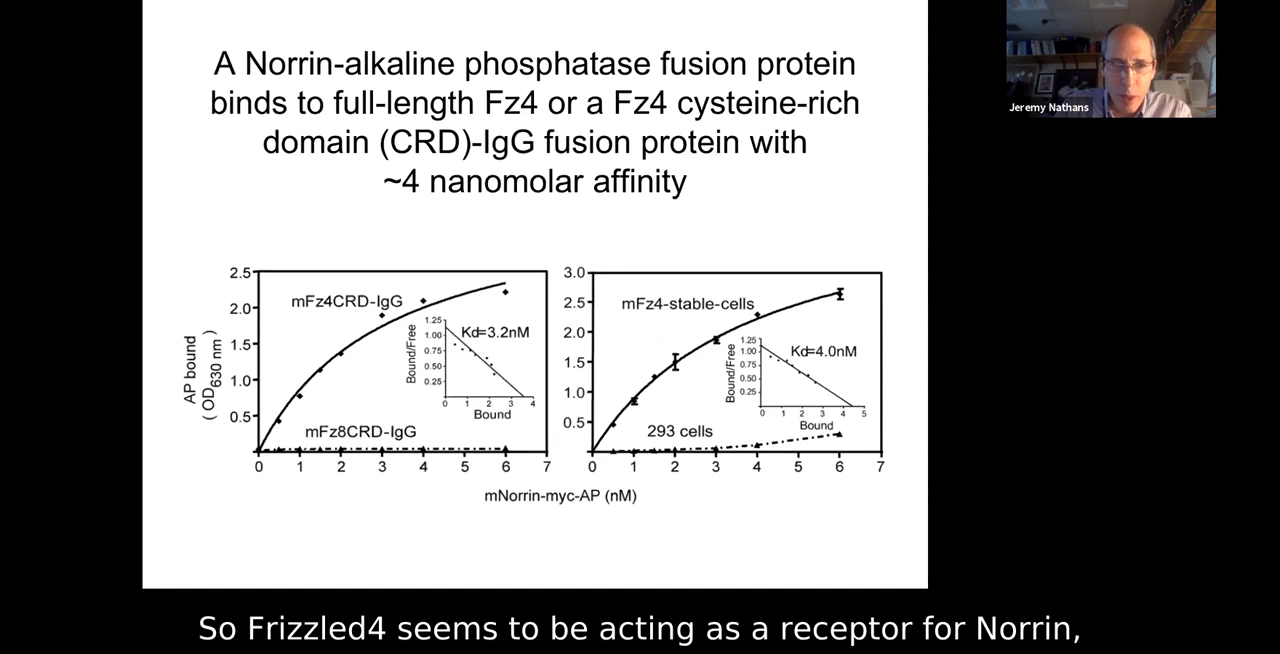 A Norrin-alkaline phosphatase fusion protein
binds to full-length Fz4 or a Fz4 cysteine-rich
domain (CRD)-IgG fusion protein with
~4 nanomolar affinity
Jeremy Nathans
AP bound
( OD630 nm )
2.5
2.0
1.5
1.0
0.5
mFz4CRD-IgG
mFz8CRD-IgG
Bound/Free
1.25
1.00
0.75
0.50
0.25
Kd=3.2nM
0 1 2 3 4
Bound
0 1 2 3 4 5 6 7
3.0
2.5
2.0
1.5
1.0
0.5
mFz4-stable-cells
293 cells
Bound/Free
1.25
1.00
0.75
0.50
0.25
Kd=4.0nM
0 1 2 3 4 5
Bound
0 1 2 3 4 5 6 7
mNorrin-myc-AP (nM)
So Frizzled4 seems to be acting as a receptor for Norrin,